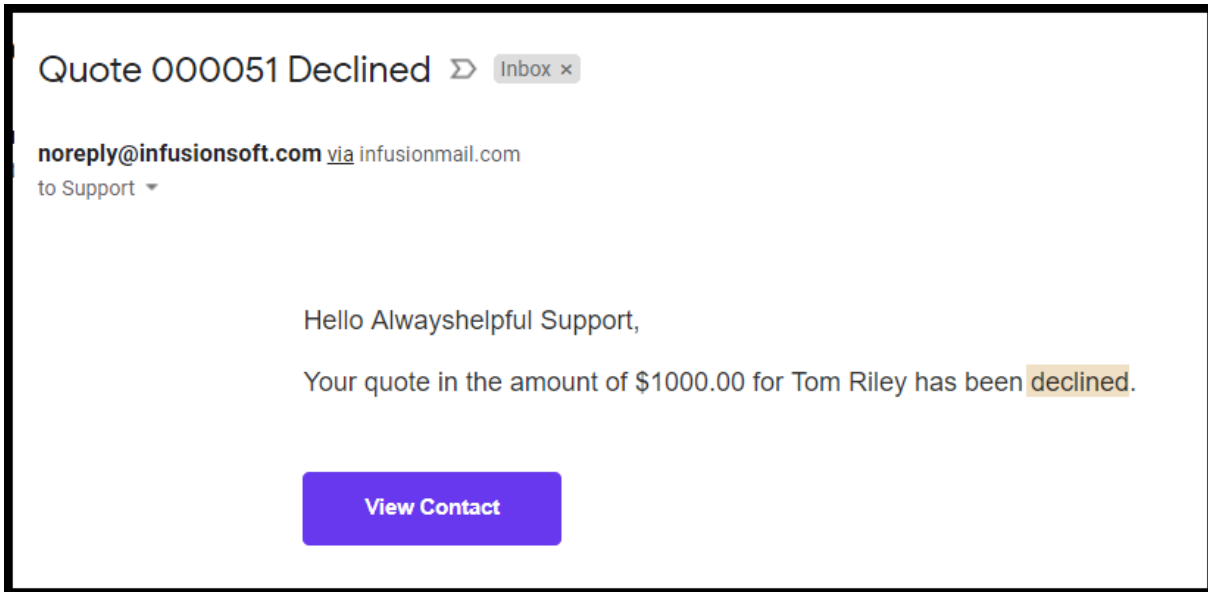 Quote 000051 Declined Inbox ×
noreply@infusionsoft.com via infusionmail.com
to Support
Hello Alwayshelpful Support,
Your quote in the amount of $1000.00 for Tom Riley has been declined.
View Contact